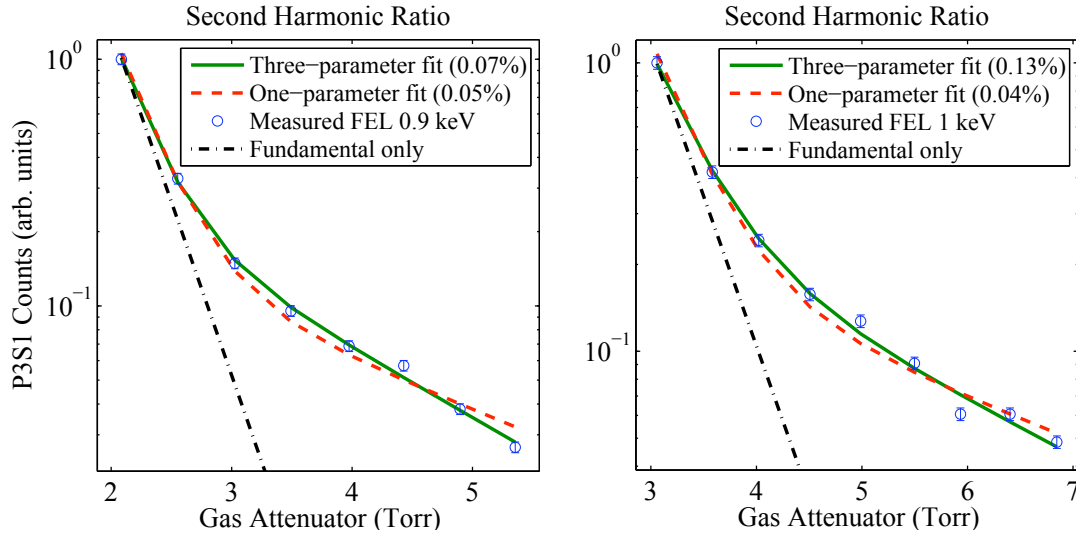 Second Harmonic Ratio
10^0
Three−parameter fit (0.07%)
One−parameter fit (0.05%)
Measured FEL 0.9 keV
Fundamental only
10^−1
P3S1 Counts (arb. units)
2 3 4 5
Gas Attenuator (Torr)
Second Harmonic Ratio
10^0
Three−parameter fit (0.13%)
One−parameter fit (0.04%)
Measured FEL 1 keV
Fundamental only
10^−1
3 4 5 6 7
Gas Attenuator (Torr)